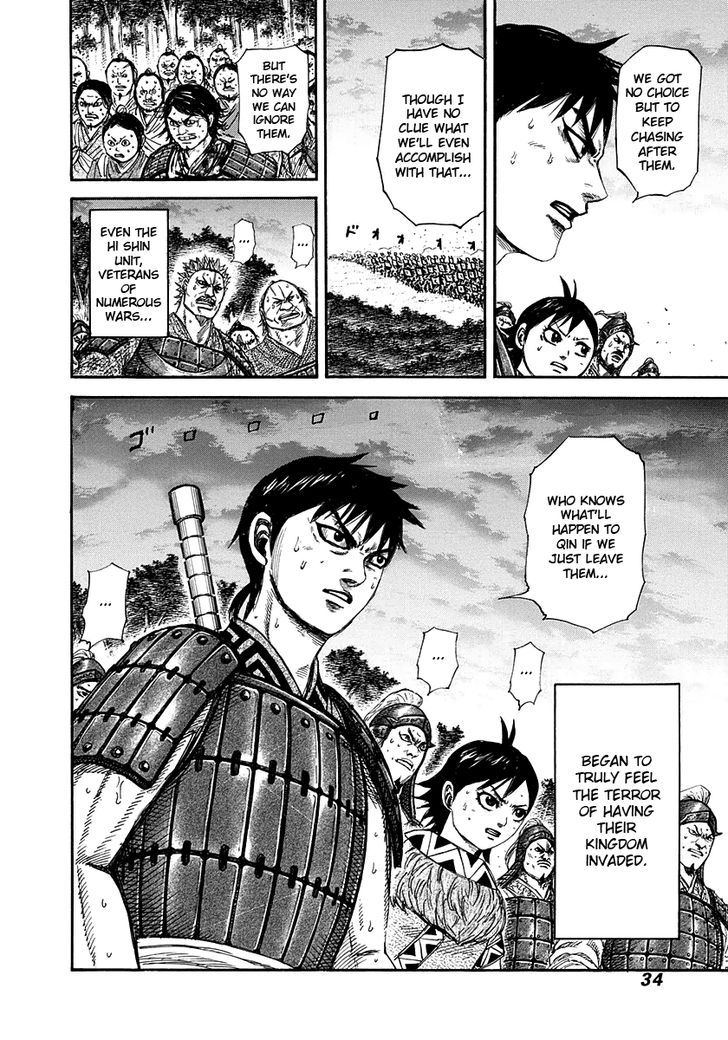 WE GOT
NO CHOICE
BUT TO
KEEP
CHASING
AFTER
THEM.
THOUGH I
HAVE NO
CLUE WHAT
WE'LL EVEN
ACCOMPLISH
WITH THAT...
ド オ オ オ
BUT
THERE'S
NO WAY
WE CAN
IGNORE
THEM.
EVEN THE
HI SHIN
UNIT,
VETERANS
OF
NUMEROUS
WARS...
...
...
ゴ ロ ロ ロ ロ
WHO KNOWS
WHAT'LL
HAPPEN TO
QIN IF WE
JUST LEAVE
THEM...
...
...
...
BEGAN TO
TRULY FEEL
THE TERROR
OF HAVING
THEIR
KINGDOM
INVADED.
34